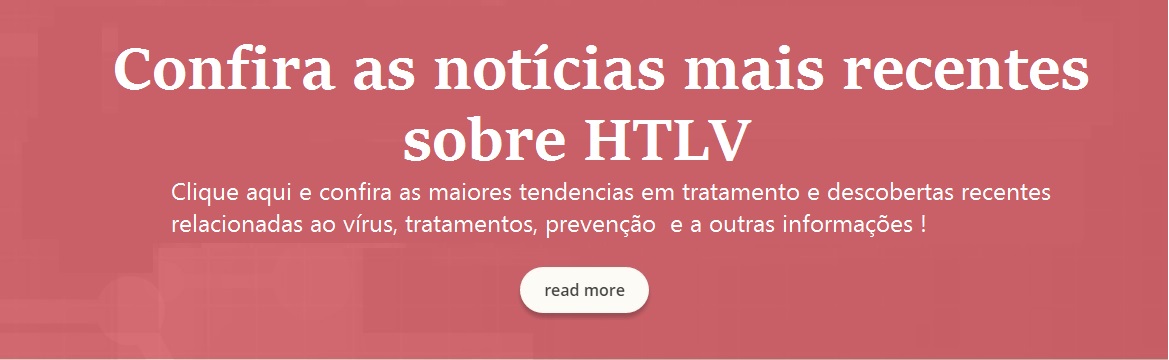 Confira as notícias mais recentes
sobre HTLV
Clique aqui e confira as maiores tendencias em tratamento e descobertas recentes
relacionadas ao vírus, tratamentos, prevenção  e a outras informações !
read more